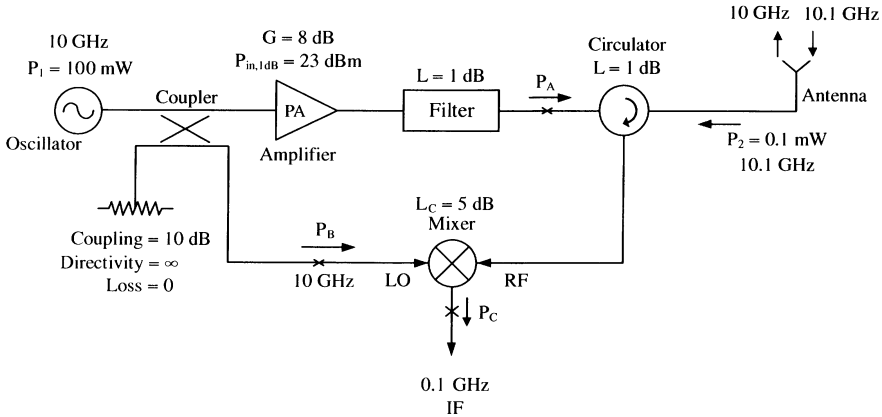 10 GHz
P₁ = 100 mW
Oscillator
Coupler
G = 8 dB
Pin,1dB = 23 dBm
PA
Amplifier
L = 1 dB
Filter
PA
Circulator
L = 1 dB
10 GHz
10.1 GHz
Antenna
P₂ = 0.1 mW
10.1 GHz
Coupling = 10 dB
Directivity = ∞
Loss = 0
PB
10 GHz
LO
LC = 5 dB
Mixer
RF
PC
0.1 GHz
IF